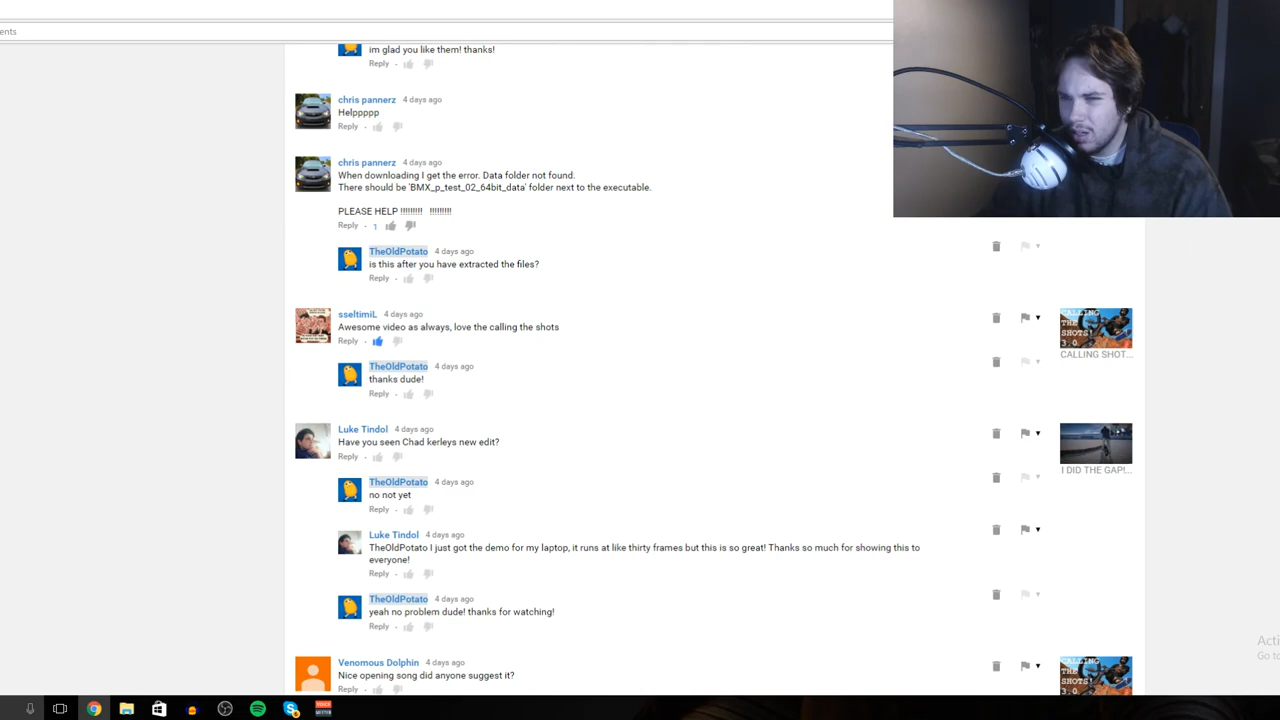 ents
im glad you like them! thanks!
Reply
chris pannerz 4 days ago
Helppppp
Reply
chris pannerz 4 days ago
When downloading I get the error. Data folder not found.
There should be 'BMX_p_test_02_64bit_data' folder next to the executable.
PLEASE HELP !!!!!!!!! !!!!!!!!!
Reply 1
TheOldPotato 4 days ago
is this after you have extracted the files?
Reply
sseltimiL 4 days ago
Awesome video as always, love the calling the shots
Reply
CALLING
THE
SHOTS!
3.0
CALLING SHOT...
TheOldPotato 4 days ago
thanks dude!
Reply
Luke Tindol 4 days ago
Have you seen Chad kerleys new edit?
Reply
I DID THE GAP!...
TheOldPotato 4 days ago
no not yet
Reply
Luke Tindol 4 days ago
TheOldPotato I just got the demo for my laptop, it runs at like thirty frames but this is so great! Thanks so much for showing this to
everyone!
Reply
TheOldPotato 4 days ago
yeah no problem dude! thanks for watching!
Reply
Acti
Go to
Venomous Dolphin 4 days ago
Nice opening song did anyone suggest it?
Reply
CALLING
THE
SHOTS!
3.0